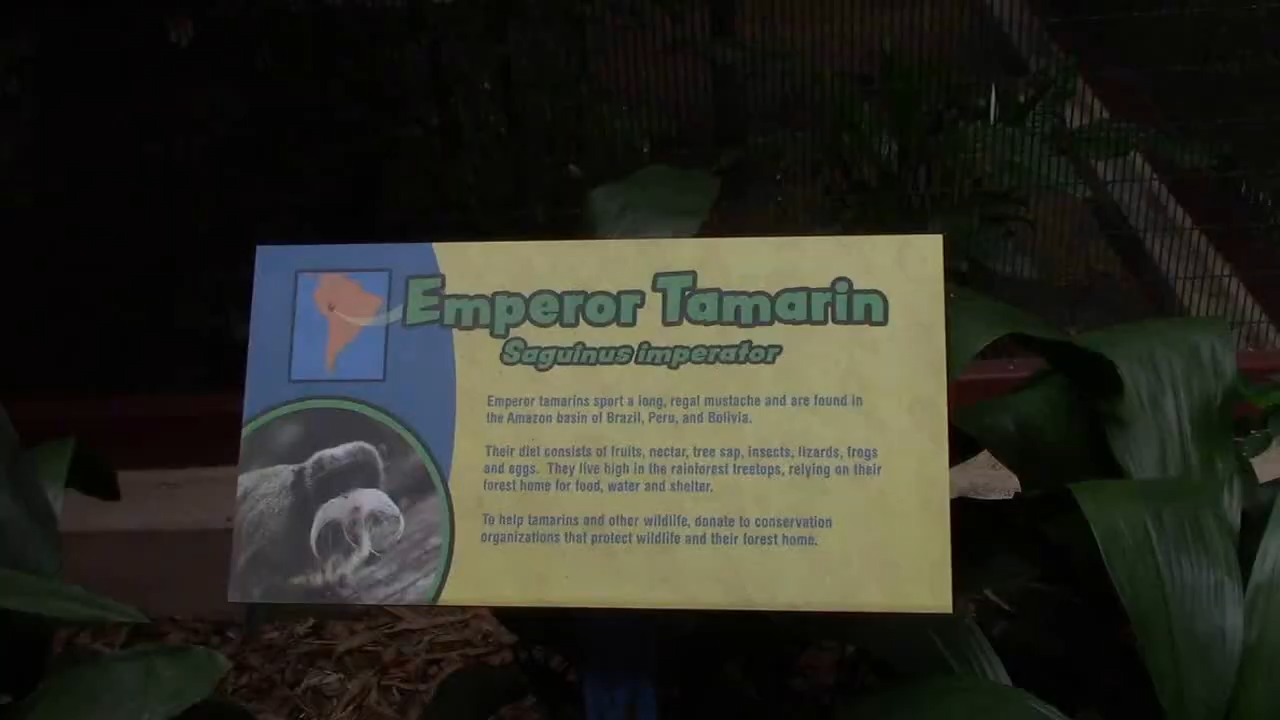 Emperor Tamarin
Saguinus imperator
Emperor tamarins sport a long, regal mustache and are found in
the Amazon basin of Brazil, Peru, and Bolivia.
Their diet consists of fruits, nectar, tree sap, insects, lizards, frogs
and eggs. They live high in the rainforest treetops, relying on their
forest home for food, water and shelter.
To help tamarins and other wildlife, donate to conservation
organizations that protect wildlife and their forest home.